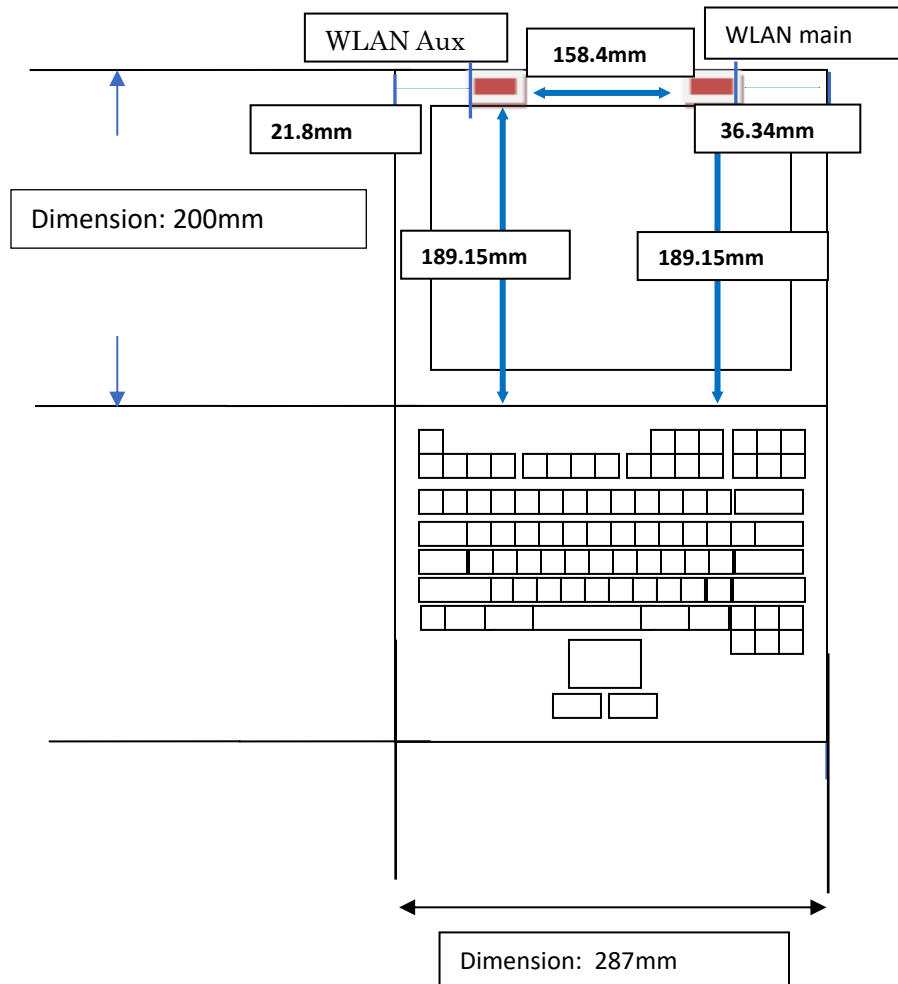 WLAN Aux
158.4mm
WLAN main
21.8mm
36.34mm
Dimension: 200mm
189.15mm
189.15mm
Dimension:  287mm